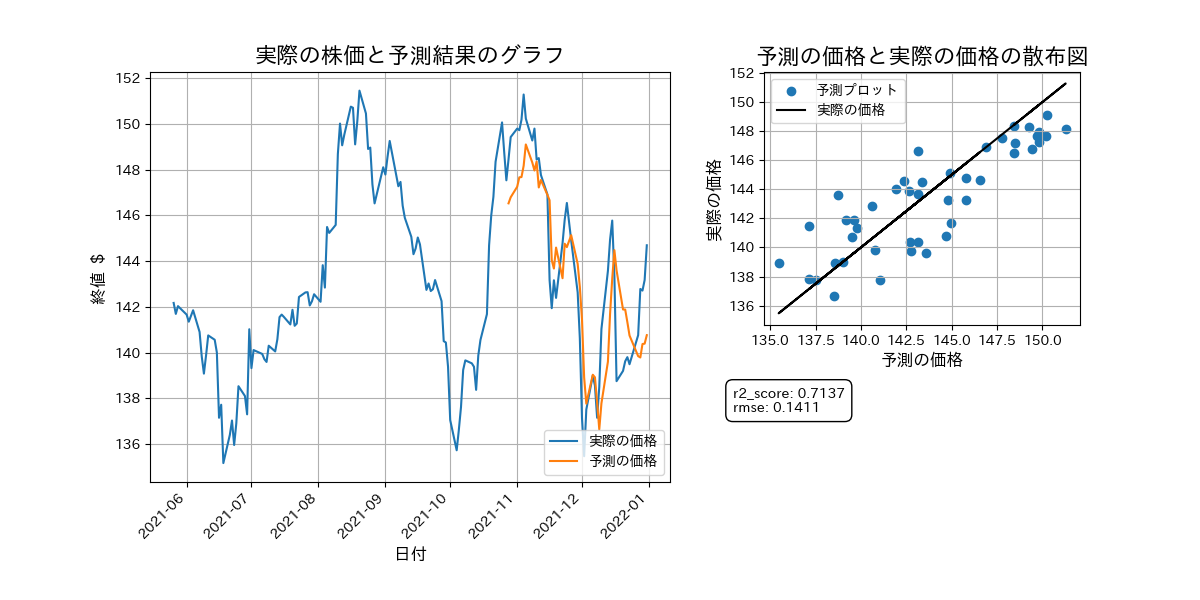 実際の株価と予測結果のグラフ
152
150
148
146
144
142
140
138
136
終値 $
2021-06
2021-07
2021-08
2021-09
2021-10
2021-11
2021-12
2022-01
日付
実際の価格
予測の価格
予測の価格と実際の価格の散布図
152
150
148
146
144
142
140
138
136
実際の価格
予測プロット
実際の価格
135.0 137.5 140.0 142.5 145.0 147.5 150.0
予測の価格
r2_score: 0.7137
rmse: 0.1411